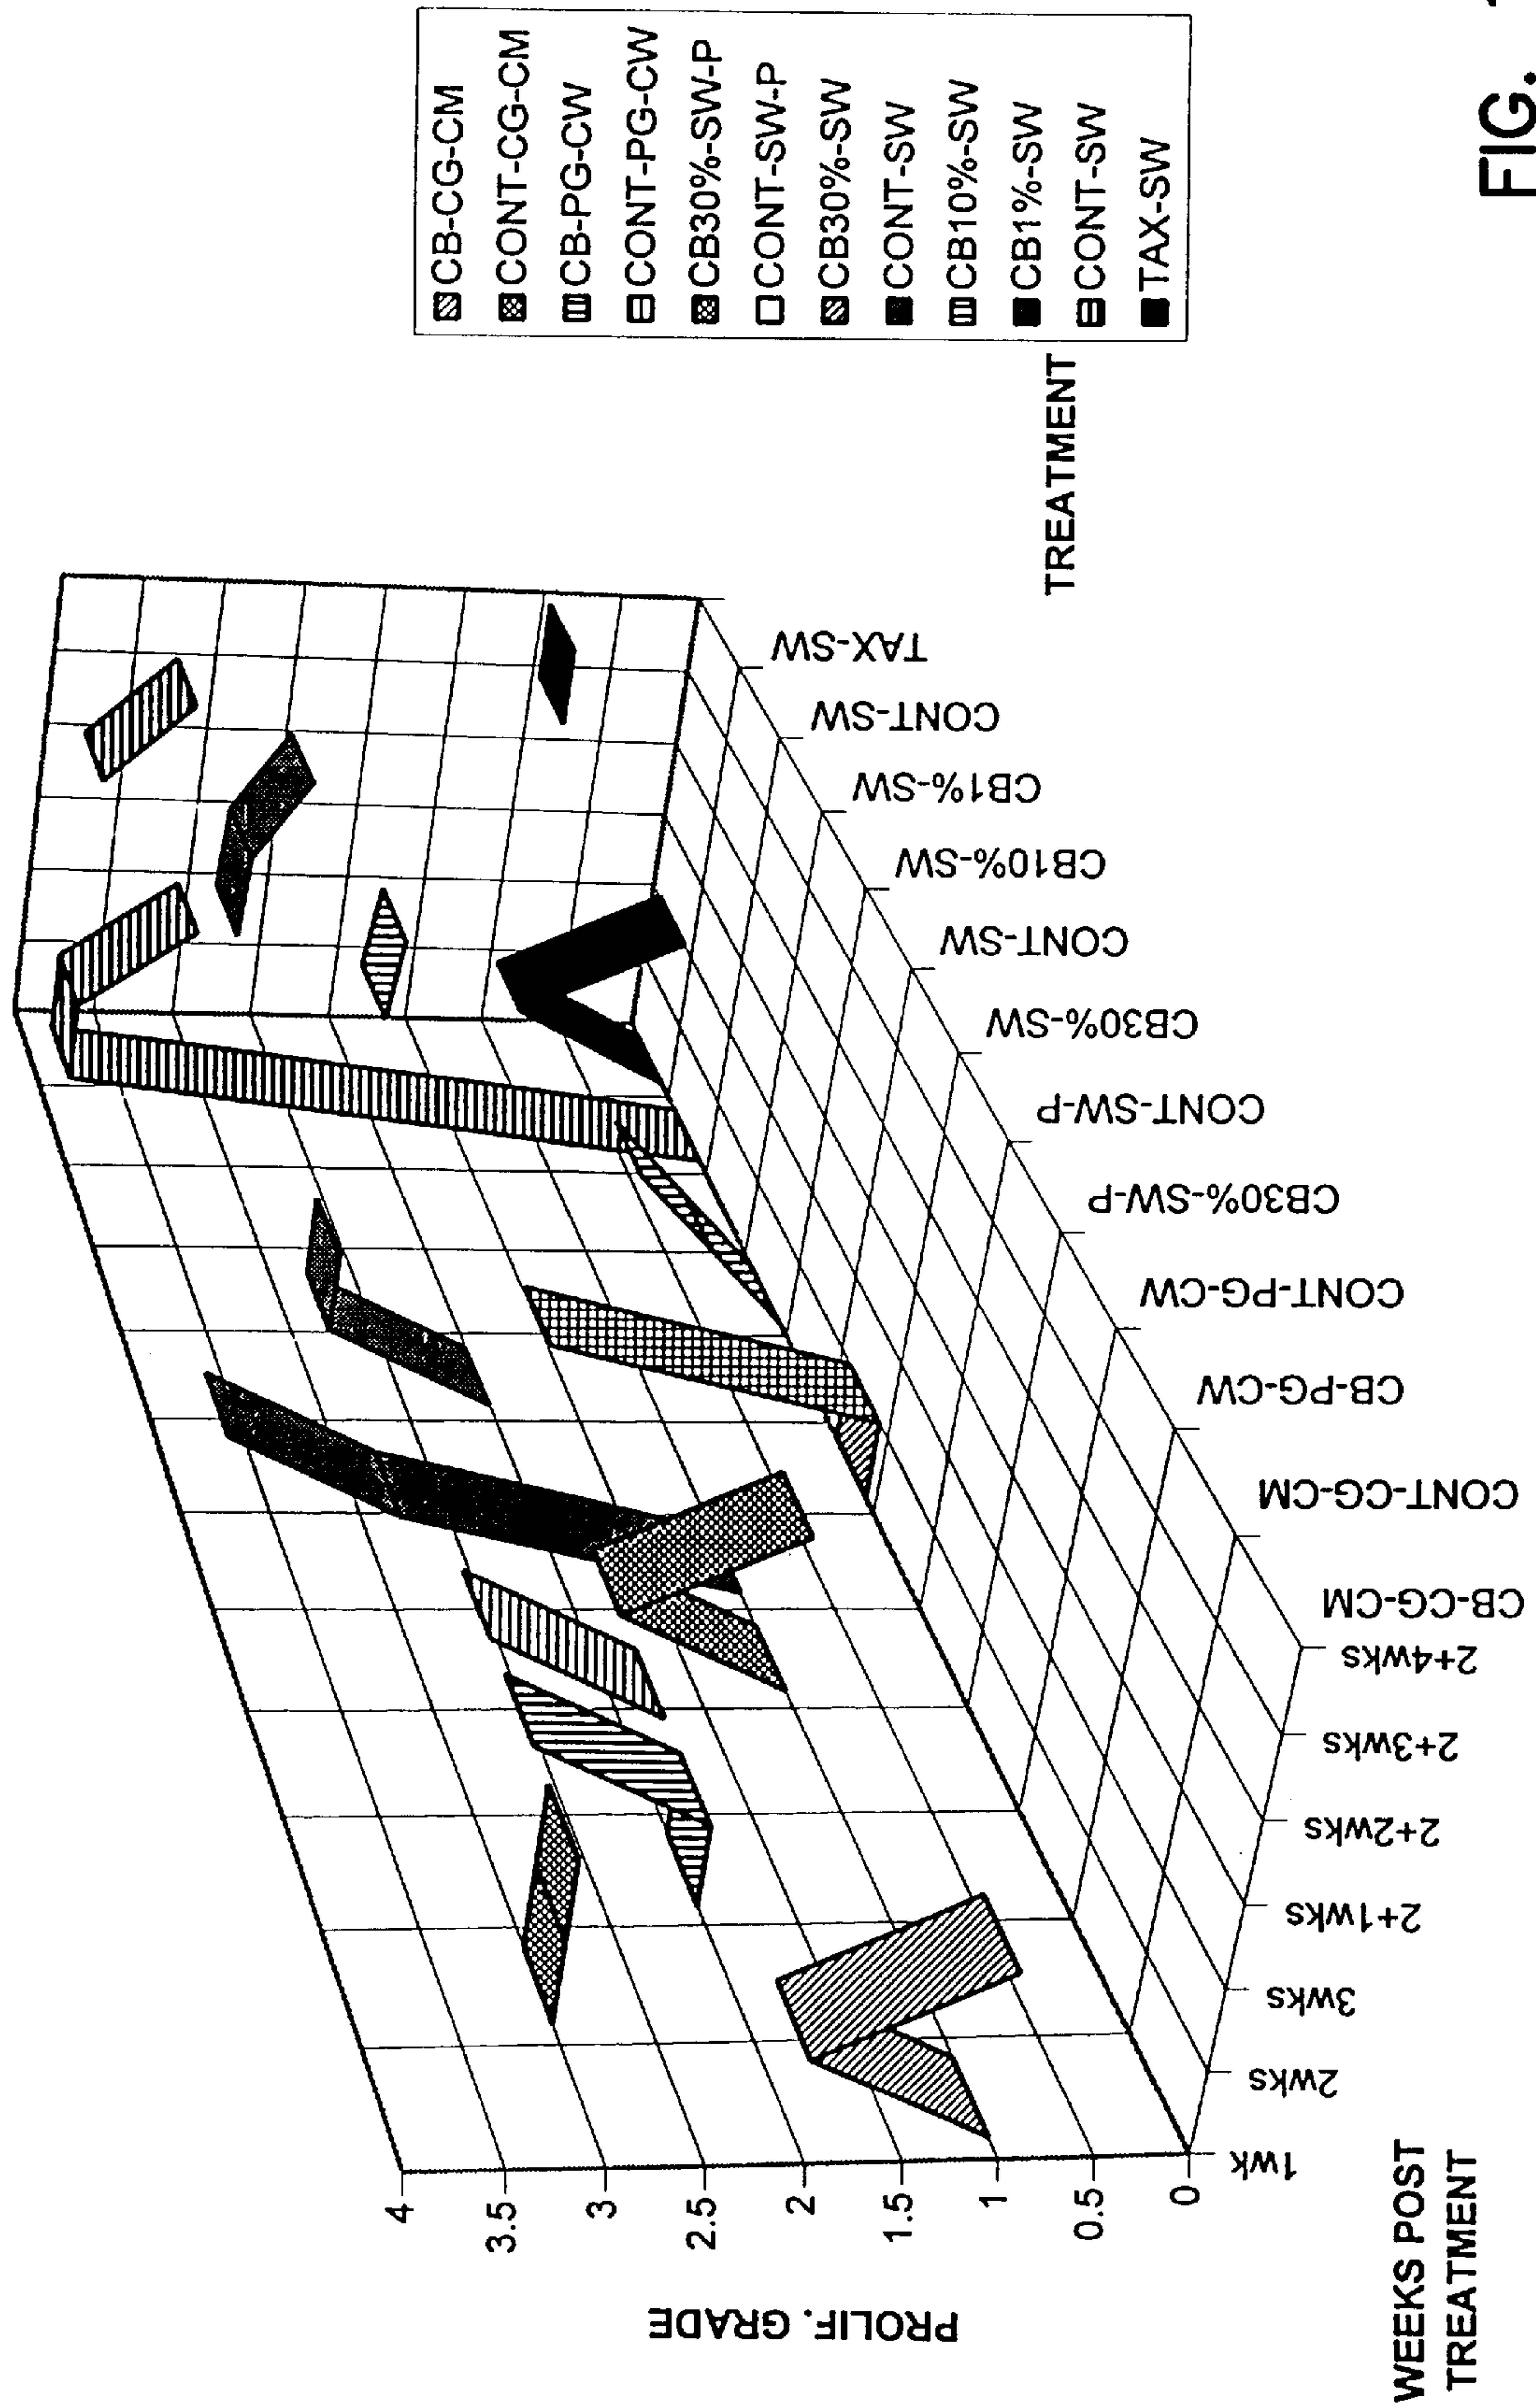 PROLIF. GRADE
4
3.5
3
2.5
2
1.5
1
0.5
0
1wk
2wks
3wks
2+1wks
2+2wks
2+3wks
2+4wks
WEEKS POST
TREATMENT
CB-CG-CM
CONT-CG-CM
CB-PG-CW
CONT-PG-CW
CB30%-SW-P
CONT-SW-P
CB30%-SW
CONT-SW
CB10%-SW
CB1%-SW
CONT-SW
TAX-SW
TREATMENT
CB-CG-CM
CONT-CG-CM
CB-PG-CW
CONT-PG-CW
CB30%-SW-P
CONT-SW-P
CB30%-SW
CONT-SW
CB10%-SW
CB1%-SW
CONT-SW
TAX-SW
FIG.